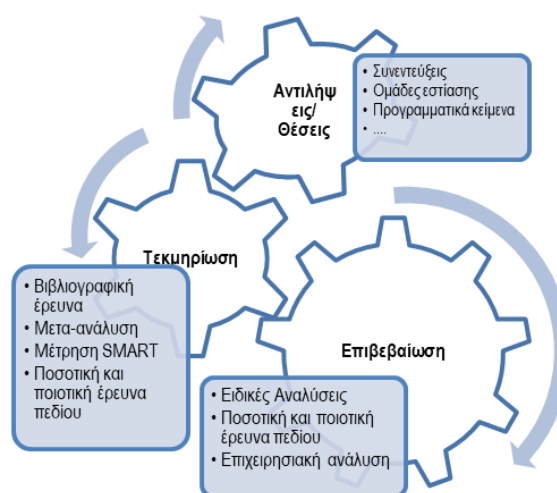 Αντιλήψ
εις/
Θέσεις
• Συνεντεύξεις
• Ομάδες εστίασης
• Προγραμματικά κείμενα
• ....
Τεκμηρίωση
• Βιβλιογραφική
έρευνα
• Μετα-ανάλυση
• Μέτρηση SMART
• Ποσοτική και
ποιοτική έρευνα
πεδίου
Επιβεβαίωση
• Ειδικές Αναλύσεις
• Ποσοτική και ποιοτική
έρευνα πεδίου
• Επιχειρησιακή ανάλυση